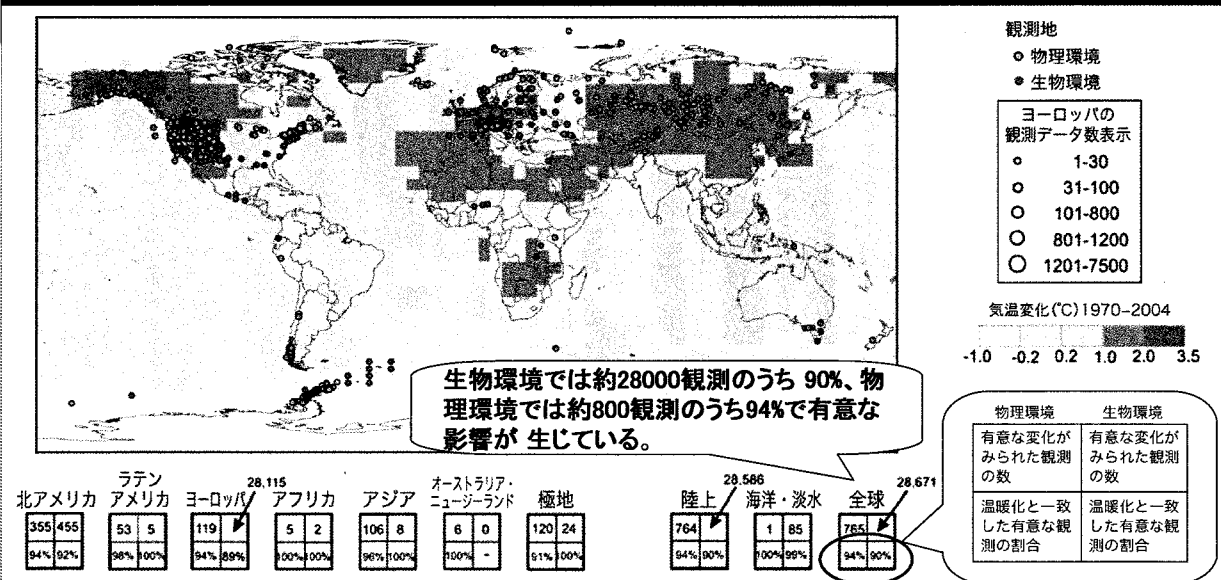 観測地
物理環境
生物環境
ヨーロッパの
観測データ数表示
1-30
31-100
101-800
801-1200
1201-7500
気温変化(°C)1970-2004
-1.0 -0.2 0.2 1.0 2.0 3.5
生物環境では約28000観測のうち 90%、物
理環境では約800観測のうち94%で有意な
影響が 生じている。
物理環境 生物環境
有意な変化が
みられた観測
の数
有意な変化が
みられた観測
の数
温暖化と一致
した有意な観
測の割合
温暖化と一致
した有意な観
測の割合
北アメリカ
355 455
94% 92%
ラテン
アメリカ
53 5
98% 100%
ヨーロッパ
28.115
119
94% 89%
アフリカ
5 2
100% 100%
アジア
106 8
96% 100%
オーストラリア・
ニュージーランド
6 0
100% -
極地
120 24
91% 100%
陸上
28.586
764
94% 90%
海洋・淡水
1 85
100% 99%
全球
28.671
765
94% 90%